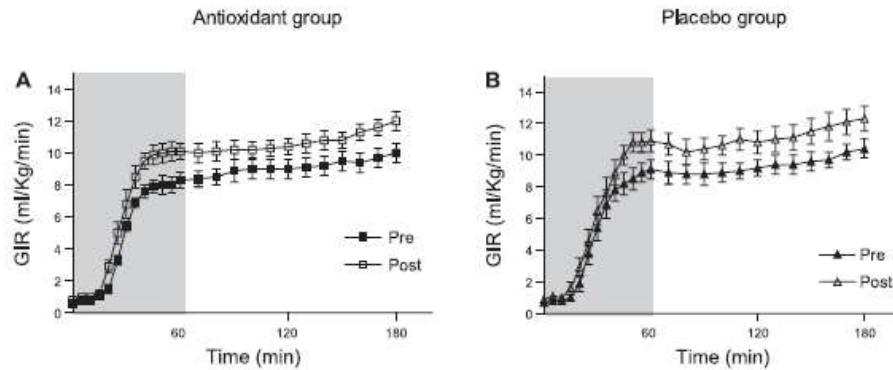 Antioxidant group
Placebo group
A
14
12
10
8
6
4
2
0
GIR (ml/Kg/min)
Pre
Post
60
120
180
Time (min)
B
14
12
10
8
6
4
2
0
GIR (ml/Kg/min)
Pre
Post
60
120
180
Time (min)